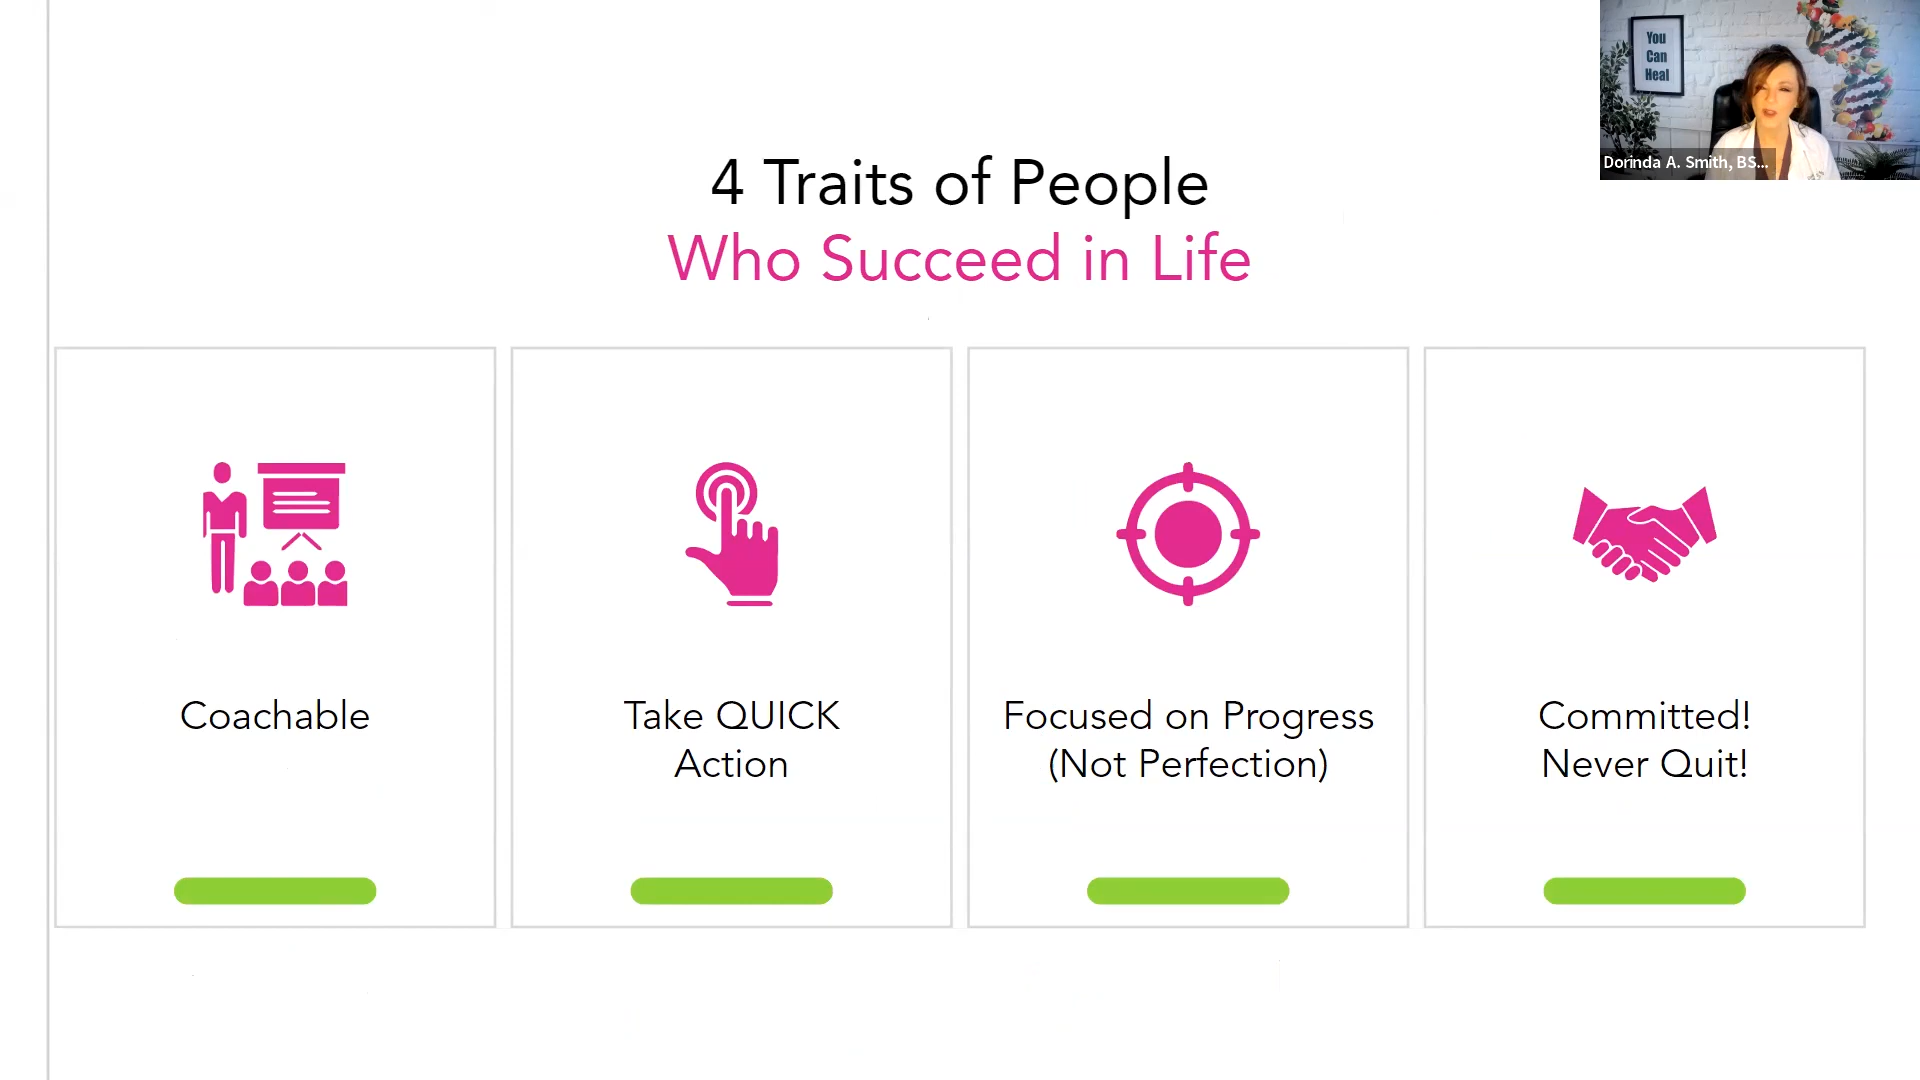 You
Can
Heal
Dorinda A. Smith, BS...
4 Traits of People
Who Succeed in Life
Coachable
Take QUICK
Action
Focused on Progress
(Not Perfection)
Committed!
Never Quit!